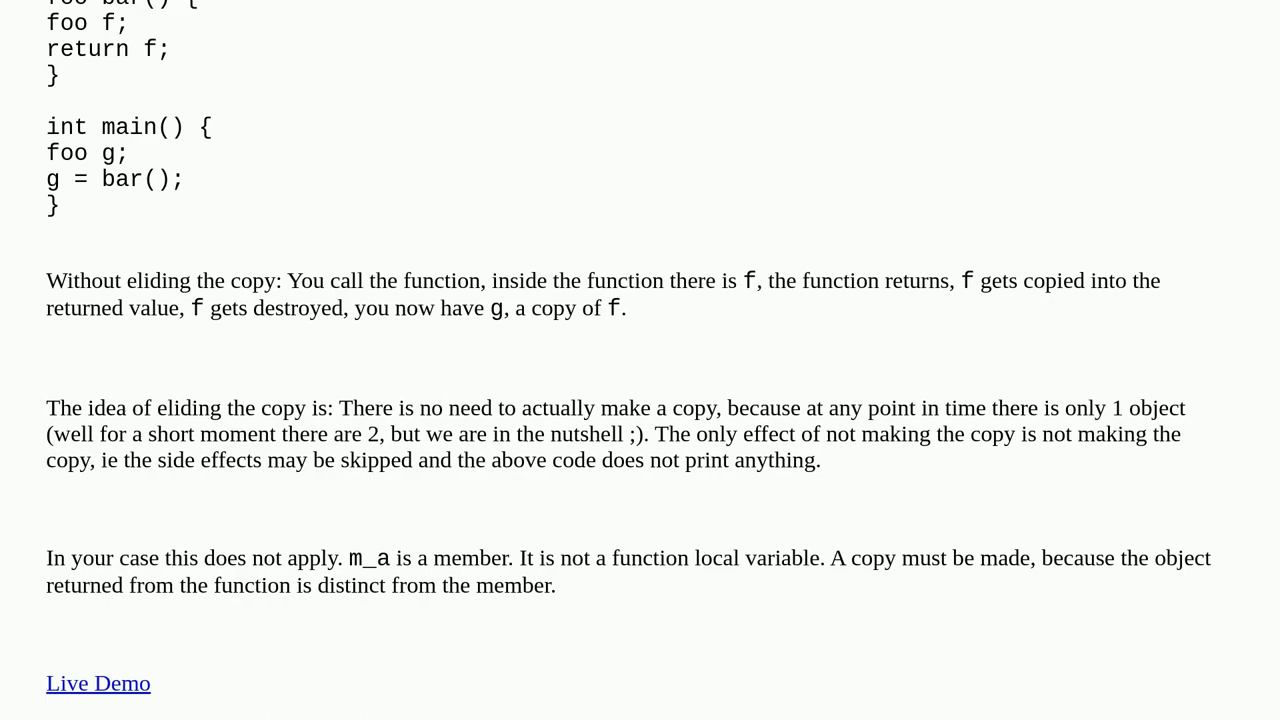 foo bar() {
foo f;
return f;
}
int main() {
foo g;
g = bar();
}
Without eliding the copy: You call the function, inside the function there is f, the function returns, f gets copied into the
returned value, f gets destroyed, you now have g, a copy of f.
The idea of eliding the copy is: There is no need to actually make a copy, because at any point in time there is only 1 object
(well for a short moment there are 2, but we are in the nutshell ;). The only effect of not making the copy is not making the
copy, ie the side effects may be skipped and the above code does not print anything.
In your case this does not apply. m_a is a member. It is not a function local variable. A copy must be made, because the object
returned from the function is distinct from the member.
Live Demo